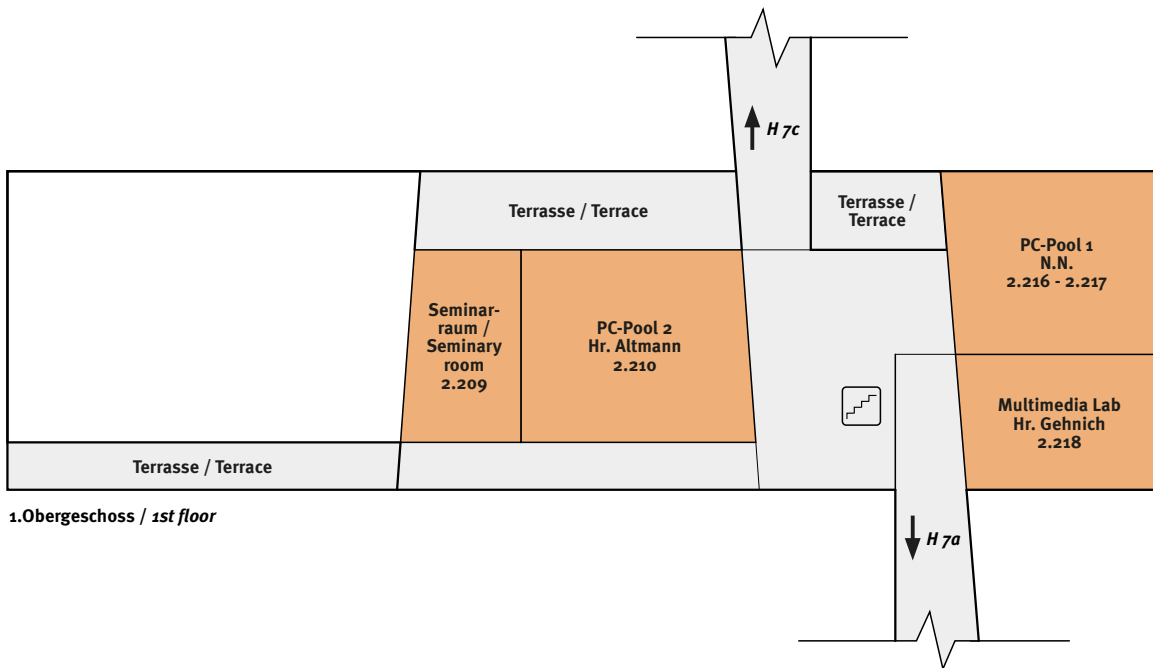 H 7c
Terrasse / Terrace
Terrasse /
Terrace
PC-Pool 1
N.N.
2.216 - 2.217
Seminar-
raum /
Seminary
room
2.209
PC-Pool 2
Hr. Altmann
2.210
Multimedia Lab
Hr. Gehnich
2.218
Terrasse / Terrace
1.Obergeschoss / 1st floor
H 7a